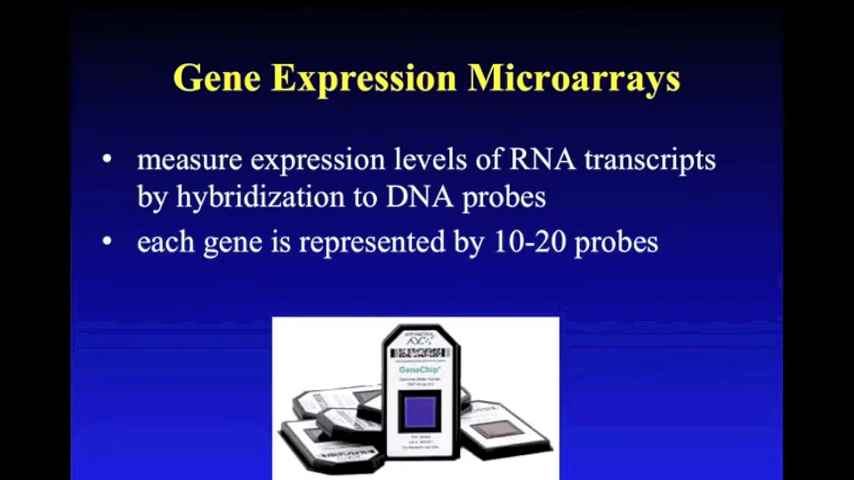 Gene Expression Microarrays
• measure expression levels of RNA transcripts
by hybridization to DNA probes
• each gene is represented by 10-20 probes
AFFYMETRIX
GeneChip®